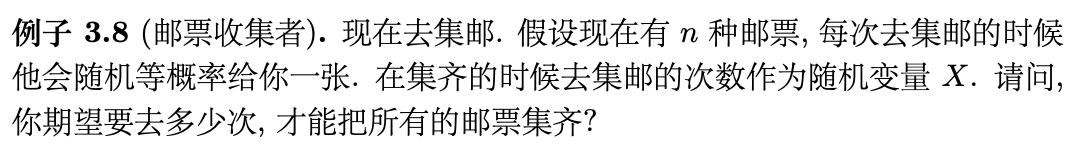 例子 3.8 (邮票收集者). 现在去集邮. 假设现在有 n 种邮票, 每次去集邮的时候
他会随机等概率给你一张. 在集齐的时候去集邮的次数作为随机变量 X. 请问,
你期望要去多少次, 才能把所有的邮票集齐?